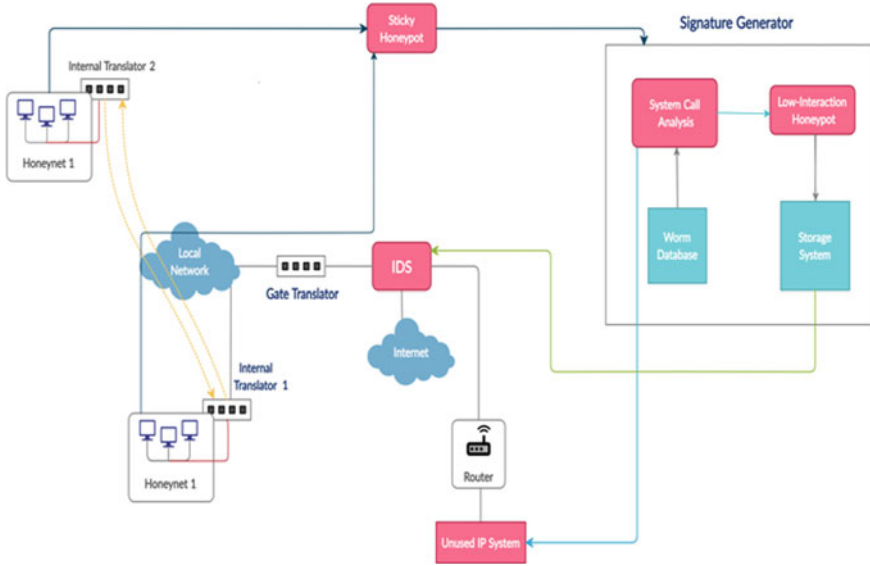 Sticky
Honeypot
Signature Generator
Internal Translator 2
System Call
Analysis
Low-Interaction
Honeypot
Honeynet 1
Local
Network
Gate Translator
IDS
Worm
Database
Storage
System
Internet
Internal
Translator 1
Honeynet 1
Router
Unused IP System